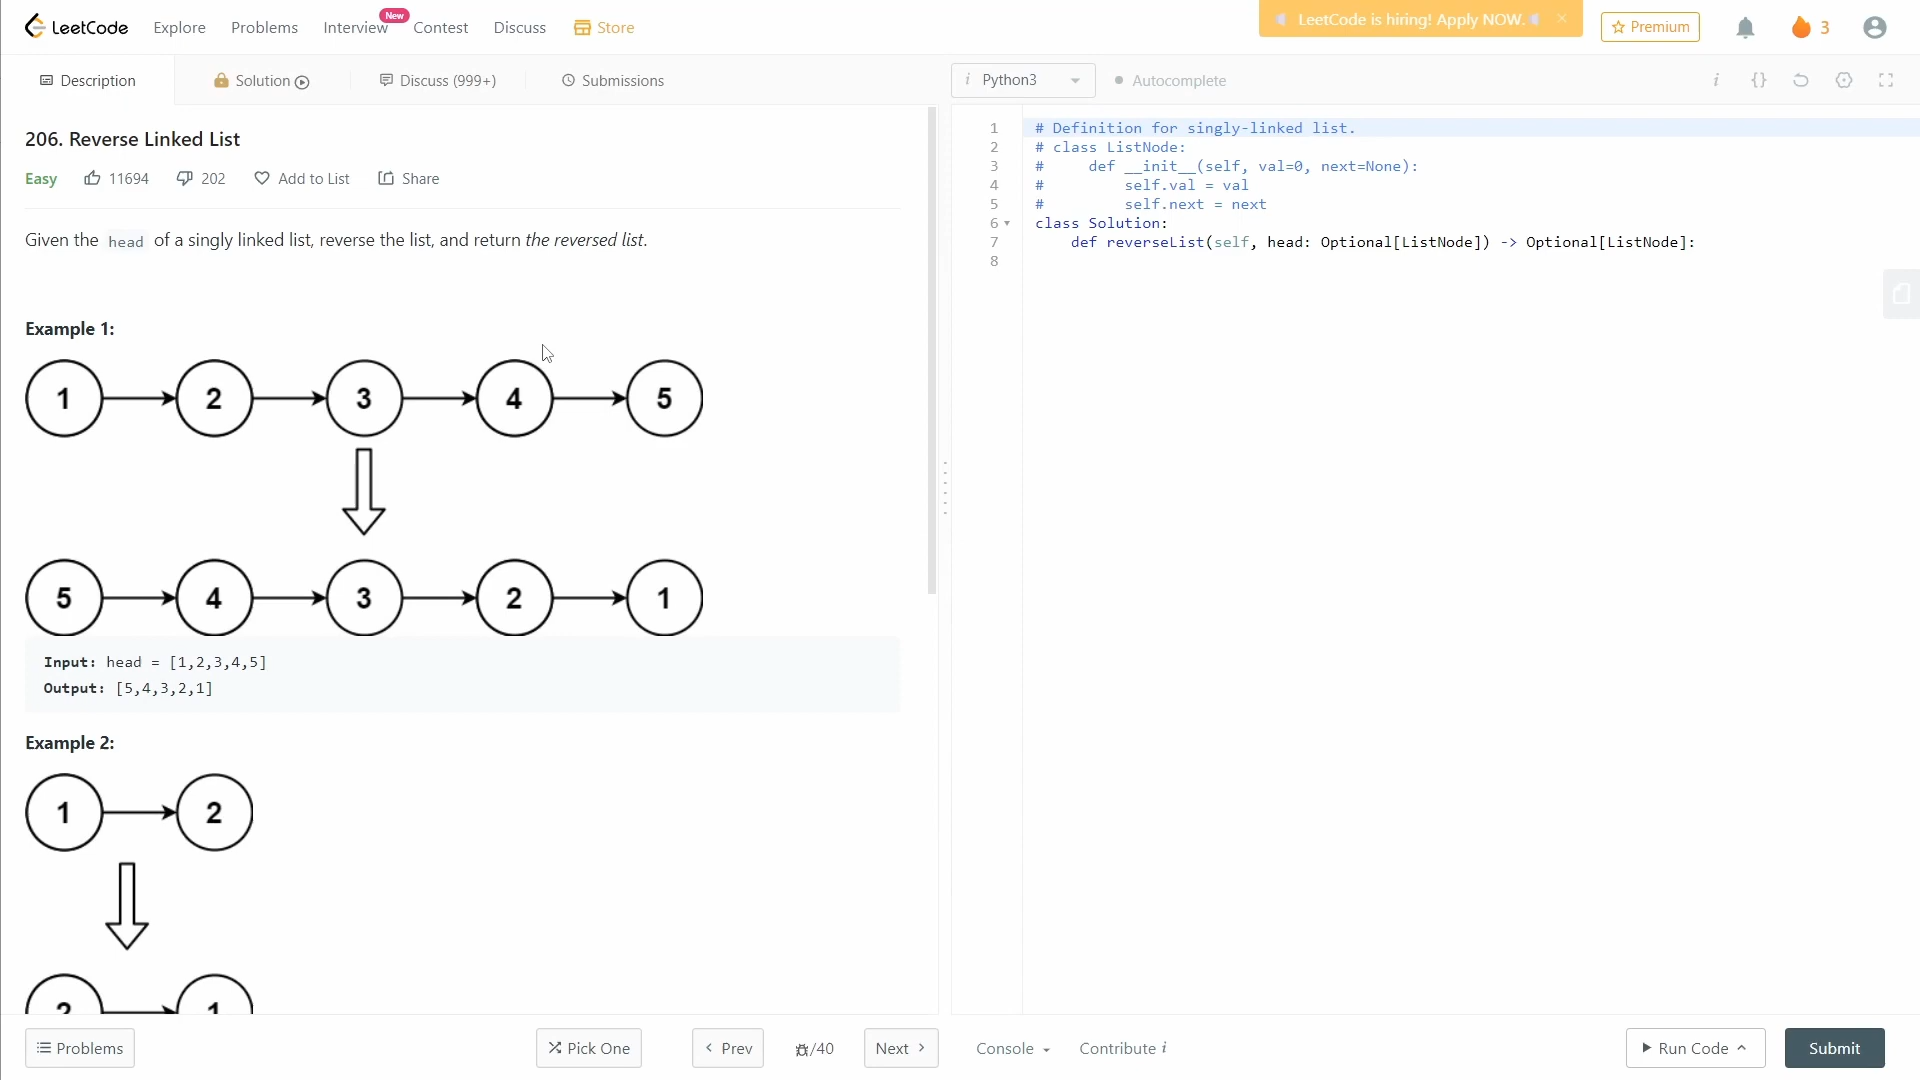 LeetCode Explore Problems Interview New Contest Discuss Store LeetCode is hiring! Apply NOW. Premium 3
Description Solution Discuss (999+) Submissions
206. Reverse Linked List
Easy 11694 202 Add to List Share
Given the head of a singly linked list, reverse the list, and return the reversed list.
Example 1:
1 2 3 4 5
5 4 3 2 1
Input: head = [1,2,3,4,5]
Output: [5,4,3,2,1]
Example 2:
1 2
2 1
Problems Pick One Prev /40 Next
i Python3 Autocomplete i {}
1 # Definition for singly-linked list.
2 # class ListNode:
3 #     def __init__(self, val=0, next=None):
4 #         self.val = val
5 #         self.next = next
6 class Solution:
7     def reverseList(self, head: Optional[ListNode]) -> Optional[ListNode]:
8
Console Contribute i Run Code Submit